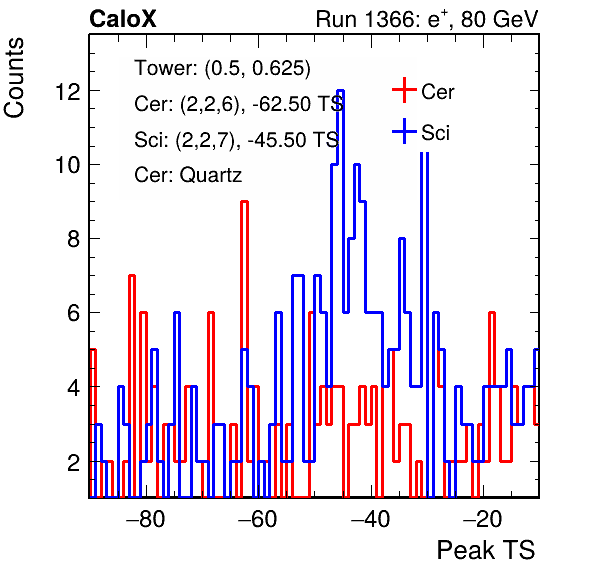 CaloX Run 1366: e⁺, 80 GeV
Counts
Tower: (0.5, 0.625)
Cer: (2,2,6), -62.50 TS
Sci: (2,2,7), -45.50 TS
Cer: Quartz
Cer
Sci
12
10
8
6
4
2
−80 −60 −40 −20
Peak TS